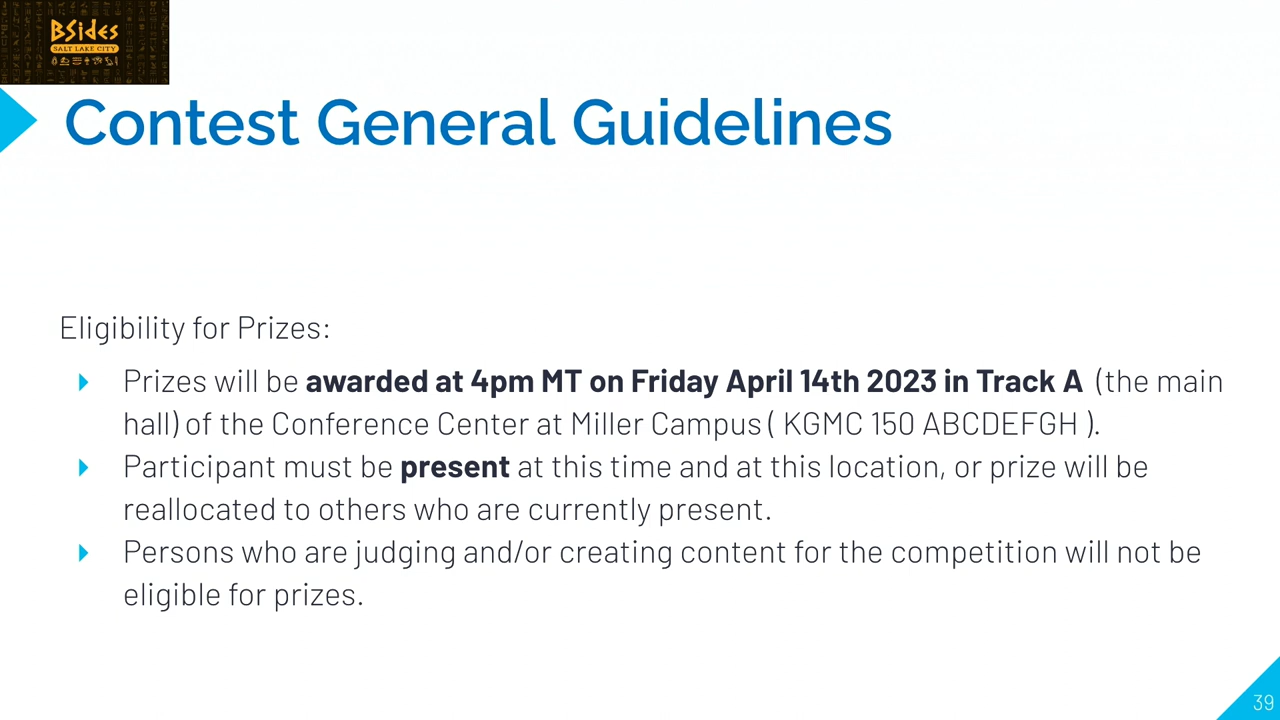 BSides
SALT LAKE CITY
Contest General Guidelines
Eligibility for Prizes:
Prizes will be awarded at 4pm MT on Friday April 14th 2023 in Track A (the main
hall) of the Conference Center at Miller Campus ( KGMC 150 ABCDEFGH ).
Participant must be present at this time and at this location, or prize will be
reallocated to others who are currently present.
Persons who are judging and/or creating content for the competition will not be
eligible for prizes.
39